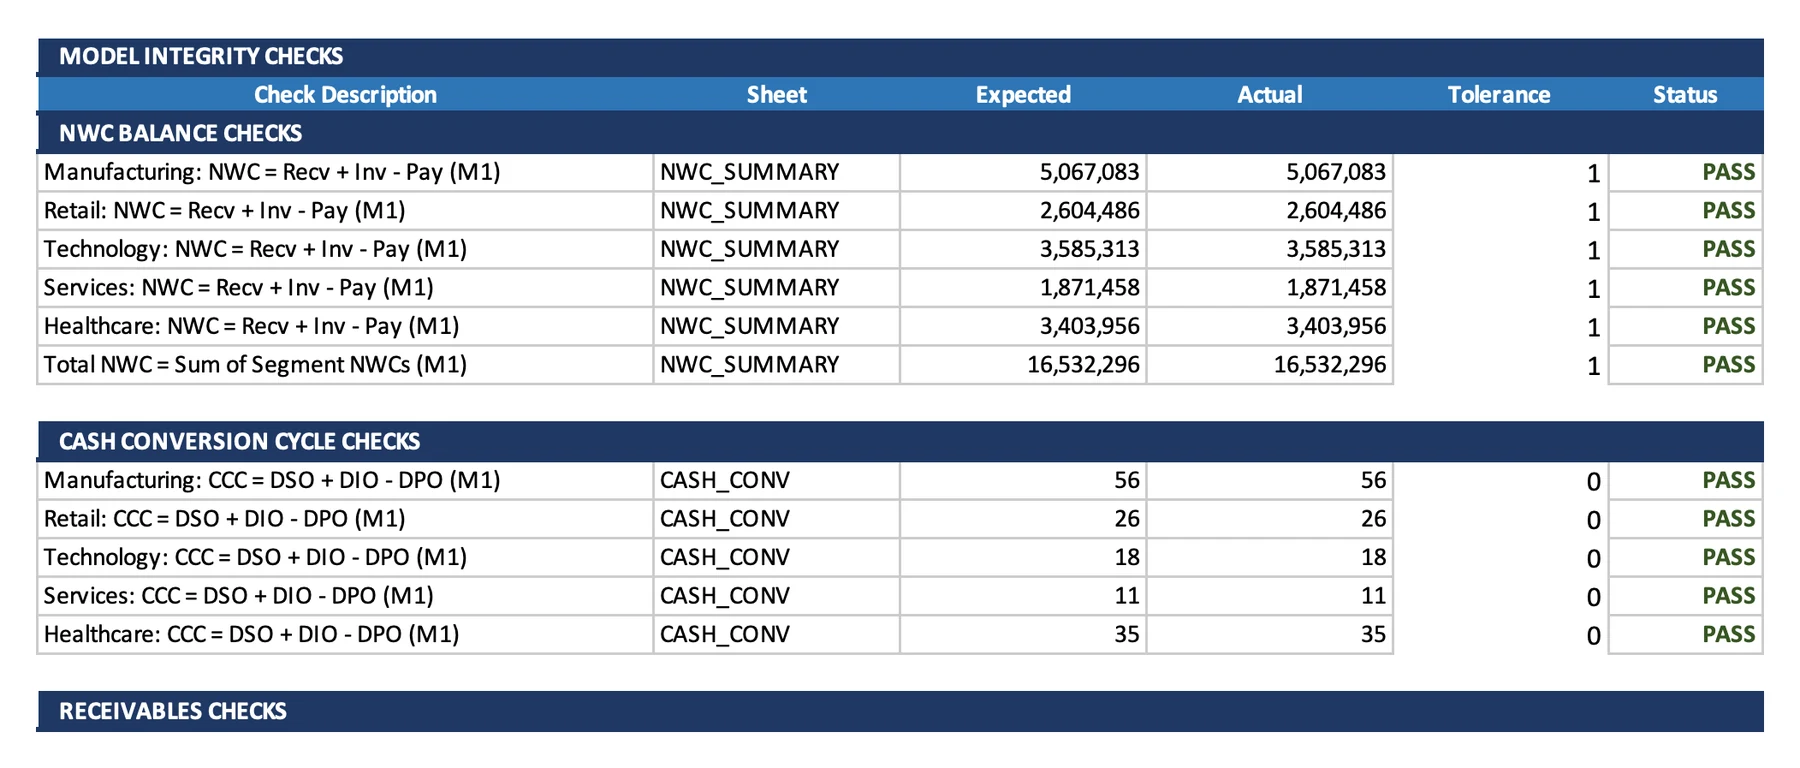 MODEL INTEGRITY CHECKS
Check Description Sheet Expected Actual Tolerance Status
NWC BALANCE CHECKS
Manufacturing: NWC = Recv + Inv - Pay (M1) NWC_SUMMARY 5,067,083 5,067,083 1 PASS
Retail: NWC = Recv + Inv - Pay (M1) NWC_SUMMARY 2,604,486 2,604,486 1 PASS
Technology: NWC = Recv + Inv - Pay (M1) NWC_SUMMARY 3,585,313 3,585,313 1 PASS
Services: NWC = Recv + Inv - Pay (M1) NWC_SUMMARY 1,871,458 1,871,458 1 PASS
Healthcare: NWC = Recv + Inv - Pay (M1) NWC_SUMMARY 3,403,956 3,403,956 1 PASS
Total NWC = Sum of Segment NWCs (M1) NWC_SUMMARY 16,532,296 16,532,296 1 PASS
CASH CONVERSION CYCLE CHECKS
Manufacturing: CCC = DSO + DIO - DPO (M1) CASH_CONV 56 56 0 PASS
Retail: CCC = DSO + DIO - DPO (M1) CASH_CONV 26 26 0 PASS
Technology: CCC = DSO + DIO - DPO (M1) CASH_CONV 18 18 0 PASS
Services: CCC = DSO + DIO - DPO (M1) CASH_CONV 11 11 0 PASS
Healthcare: CCC = DSO + DIO - DPO (M1) CASH_CONV 35 35 0 PASS
RECEIVABLES CHECKS